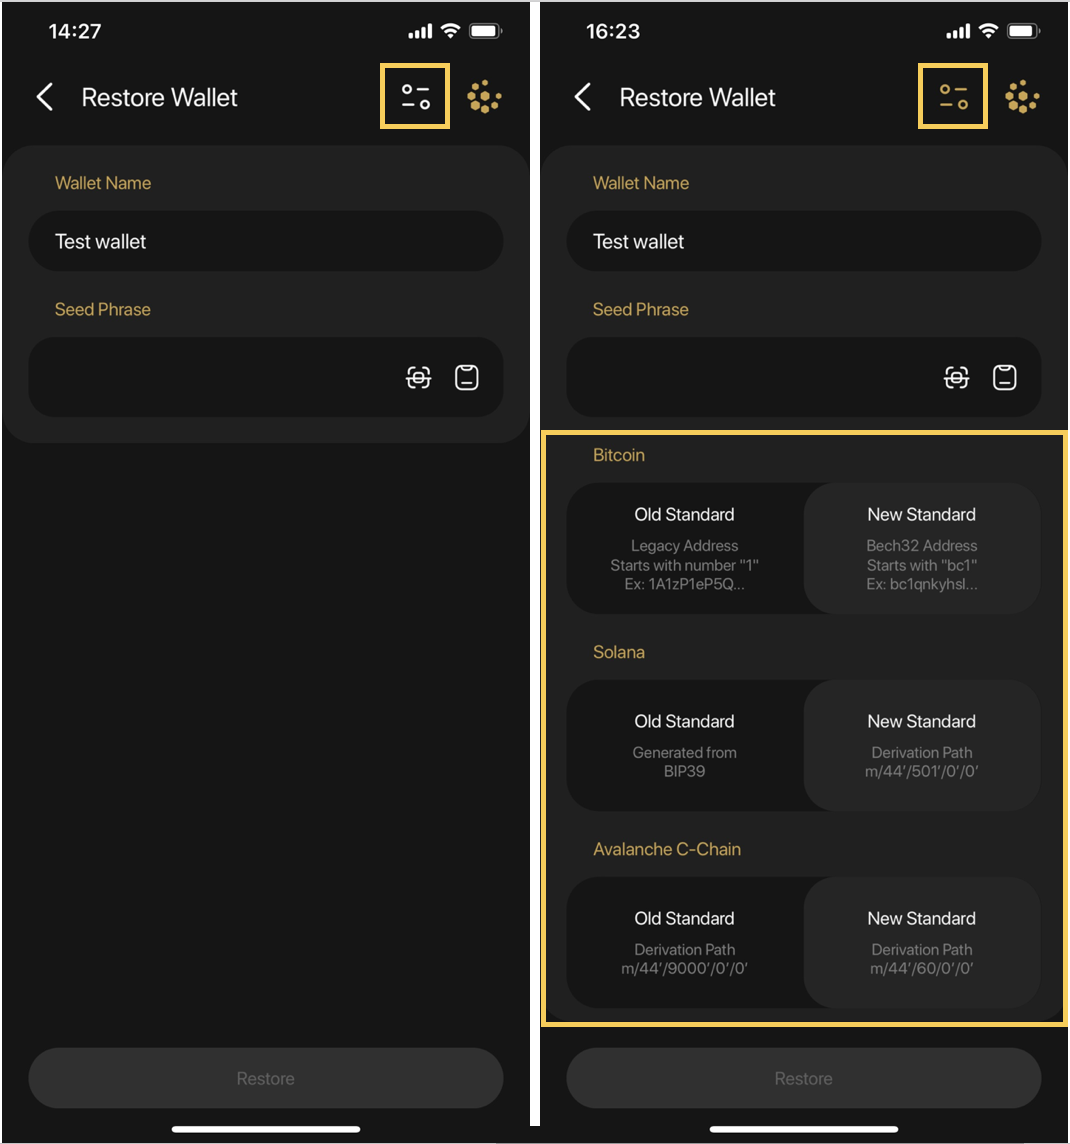 14:27
Restore Wallet
Wallet Name
Test wallet
Seed Phrase
Restore
16:23
Restore Wallet
Wallet Name
Test wallet
Seed Phrase
Bitcoin
Old Standard
Legacy Address
Starts with number "1"
Ex: 1A1zP1eP5Q...
New Standard
Bech32 Address
Starts with "bc1"
Ex: bc1qnkyhsl...
Solana
Old Standard
Generated from
BIP39
New Standard
Derivation Path
m/44'/501'/0'/0'
Avalanche C-Chain
Old Standard
Derivation Path
m/44'/9000'/0'/0'
New Standard
Derivation Path
m/44'/60/0'/0'
Restore